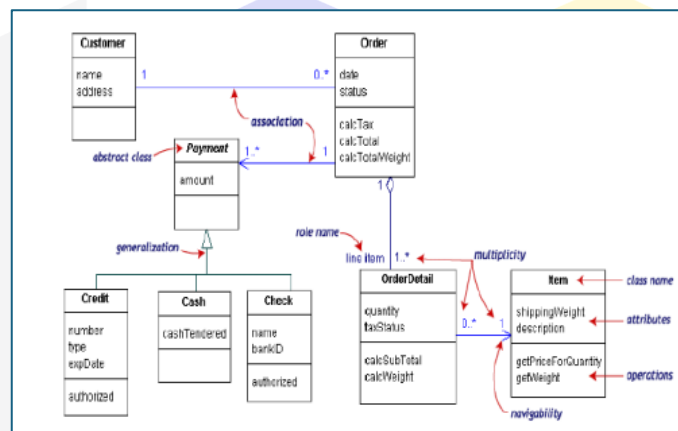 Customer
name
address
1
0..*
association
Order
date
status
calcTax
calcTotal
calcTotalWeight
abstract class
Payment
amount
1..*
1
generalization
Credit
number
type
expDate
authorized
Cash
cashTendered
Check
name
bankID
authorized
1
role name
line item
1..*
multiplicity
OrderDetail
quantity
taxStatus
calcSubTotal
calcWeight
0..*
1
navigability
Item
class name
shippingWeight
description
attributes
getPriceForQuantity
getWeight
operations